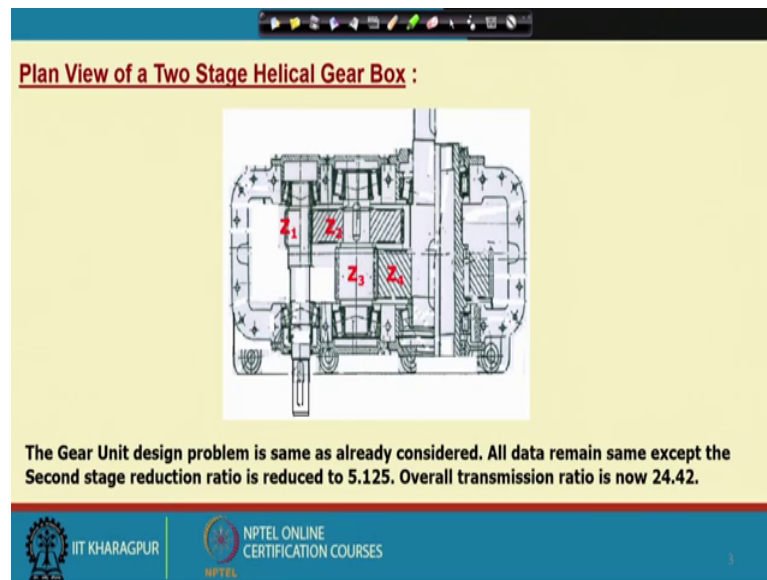 Plan View of a Two Stage Helical Gear Box :
Z1 Z2
Z3 Z4
The Gear Unit design problem is same as already considered. All data remain same except the
Second stage reduction ratio is reduced to 5.125. Overall transmission ratio is now 24.42.
IIT KHARAGPUR
NPTEL
NPTEL ONLINE
CERTIFICATION COURSES
3